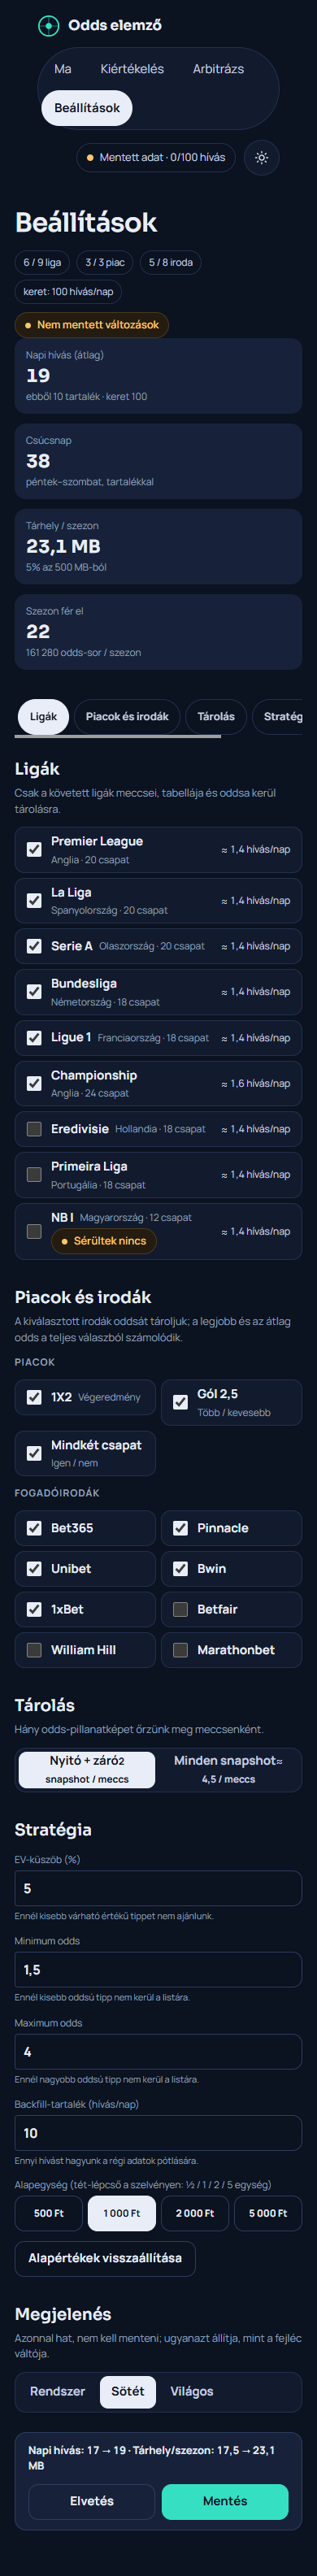 Odds elemző
Ma Kiértékelés Arbitrázs
Beállítások
Mentett adat · 0/100 hívás
Beállítások
6 / 9 liga 3 / 3 piac 5 / 8 iroda
keret: 100 hívás/nap
Nem mentett változások
Napi hívás (átlag)
19
ebből 10 tartalék · keret 100
Csúcsnap
38
péntek–szombat, tartalékkal
Tárhely / szezon
23,1 MB
5% az 500 MB-ból
Szezon fér el
22
161 280 odds-sor / szezon
Ligák Piacok és irodák Tárolás Stratég
Ligák
Csak a követett ligák meccsei, tabellája és oddsa kerül
tárolásra.
Premier League
Anglia · 20 csapat
≈ 1,4 hívás/nap
La Liga
Spanyolország · 20 csapat
≈ 1,4 hívás/nap
Serie A Olaszország · 20 csapat ≈ 1,4 hívás/nap
Bundesliga
Németország · 18 csapat
≈ 1,4 hívás/nap
Ligue 1 Franciaország · 18 csapat ≈ 1,4 hívás/nap
Championship
Anglia · 24 csapat
≈ 1,6 hívás/nap
Eredivisie Hollandia · 18 csapat ≈ 1,4 hívás/nap
Primeira Liga
Portugália · 18 csapat
≈ 1,4 hívás/nap
NB I Magyarország · 12 csapat
Sérültek nincs
≈ 1,4 hívás/nap
Piacok és irodák
A kiválasztott irodák oddsát tároljuk; a legjobb és az átlag
odds a teljes válaszból számolódik.
PIACOK
1X2 Végeredmény
Gól 2,5
Több / kevesebb
Mindkét csapat
Igen / nem
FOGADÓIRODÁK
Bet365 Pinnacle
Unibet Bwin
1xBet Betfair
William Hill Marathonbet
Tárolás
Hány odds-pillanatképet őrzünk meg meccsenként.
Nyitó + záró2
snapshot / meccs
Minden snapshot≈
4,5 / meccs
Stratégia
EV-küszöb (%)
5
Ennél kisebb várható értékű tippet nem ajánlunk.
Minimum odds
1,5
Ennél kisebb oddsú tipp nem kerül a listára.
Maximum odds
4
Ennél nagyobb oddsú tipp nem kerül a listára.
Backfill-tartalék (hívás/nap)
10
Ennyi hívást hagyunk a régi adatok pótlására.
Alapegység (tét-lépcső a szelvényen: ½ / 1 / 2 / 5 egység)
500 Ft 1 000 Ft 2 000 Ft 5 000 Ft
Alapértékek visszaállítása
Megjelenés
Azonnal hat, nem kell menteni; ugyanazt állítja, mint a fejléc
váltója.
Rendszer Sötét Világos
Napi hívás: 17 → 19 · Tárhely/szezon: 17,5 → 23,1
MB
Elvetés Mentés